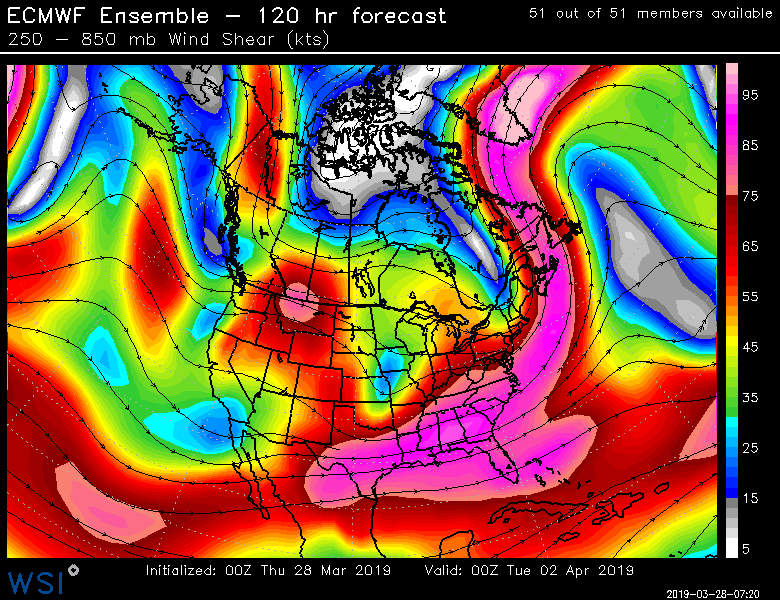 ECMWF Ensemble – 120 hr forecast
51 out of 51 members available
250 – 850 mb Wind Shear (kts)
95
85
75
65
55
45
35
25
15
5
WSI
Initialized: 00Z Thu 28 Mar 2019
Valid: 00Z Tue 02 Apr 2019
2019-03-28-07:20